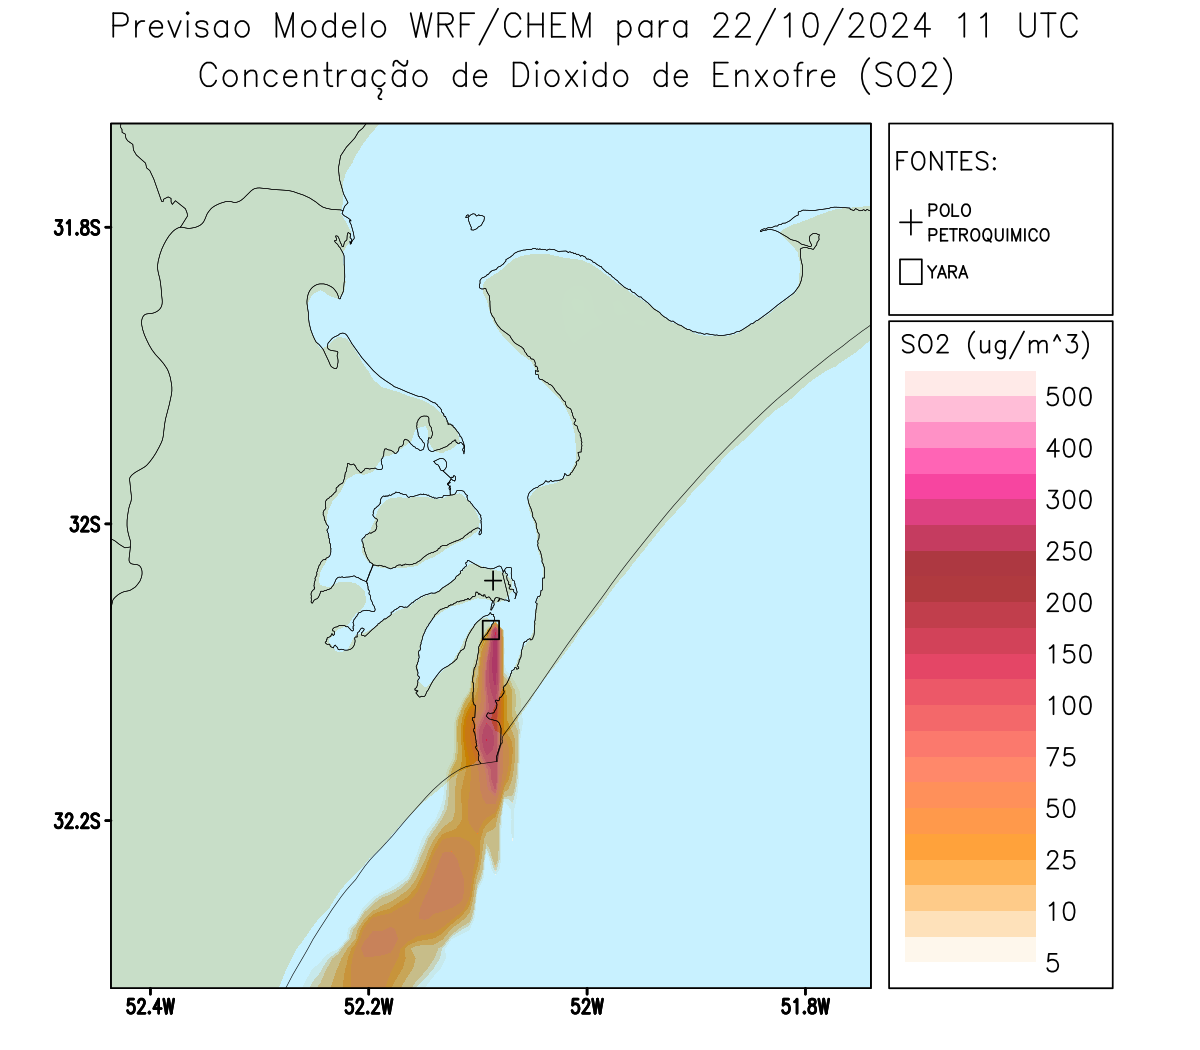 Previsao Modelo WRF/CHEM para 22/10/2024 11 UTC
Concentração de Dioxido de Enxofre (SO2)
FONTES:
POLO
PETROQUIMICO
YARA
SO2 (ug/m^3)
500
400
300
250
200
150
100
75
50
25
10
5
31.8S
32S
32.2S
52.4W
52.2W
52W
51.8W